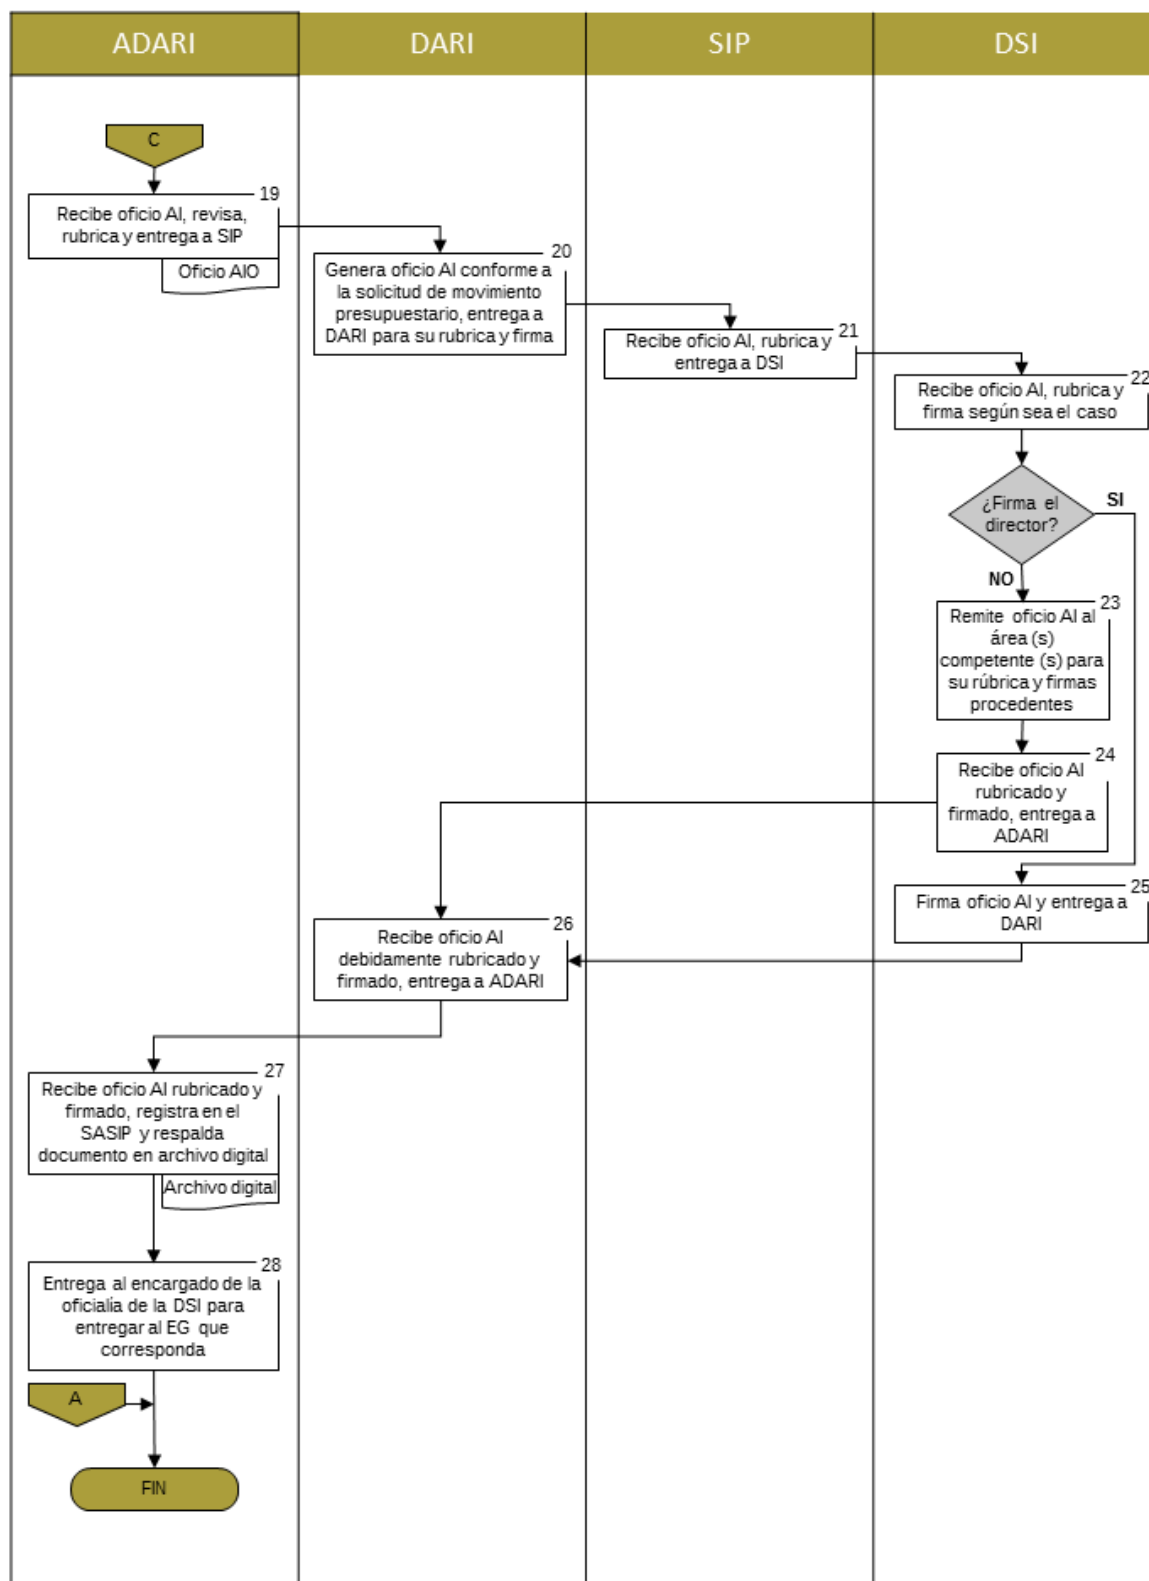 ADARI
DARI
SIP
DSI
C
19
Recibe oficio AI, revisa,
rubrica y entrega a SIP
Oficio AIO
20
Genera oficio AI conforme a
la solicitud de movimiento
presupuestario, entrega a
DARI para su rubrica y firma
21
Recibe oficio AI, rubrica y
entrega a DSI
22
Recibe oficio AI, rubrica y
firma según sea el caso
¿Firma el
director?
SI
NO
23
Remite oficio AI al
área (s)
competente (s) para
su rúbrica y firmas
procedentes
24
Recibe oficio AI
rubricado y
firmado, entrega a
ADARI
25
Firma oficio AI y entrega a
DARI
26
Recibe oficio AI
debidamente rubricado y
firmado, entrega a ADARI
27
Recibe oficio AI rubricado y
firmado, registra en el
SASIP y respalda
documento en archivo digital
Archivo digital
28
Entrega al encargado de la
oficialía de la DSI para
entregar al EG que
corresponda
A
FIN